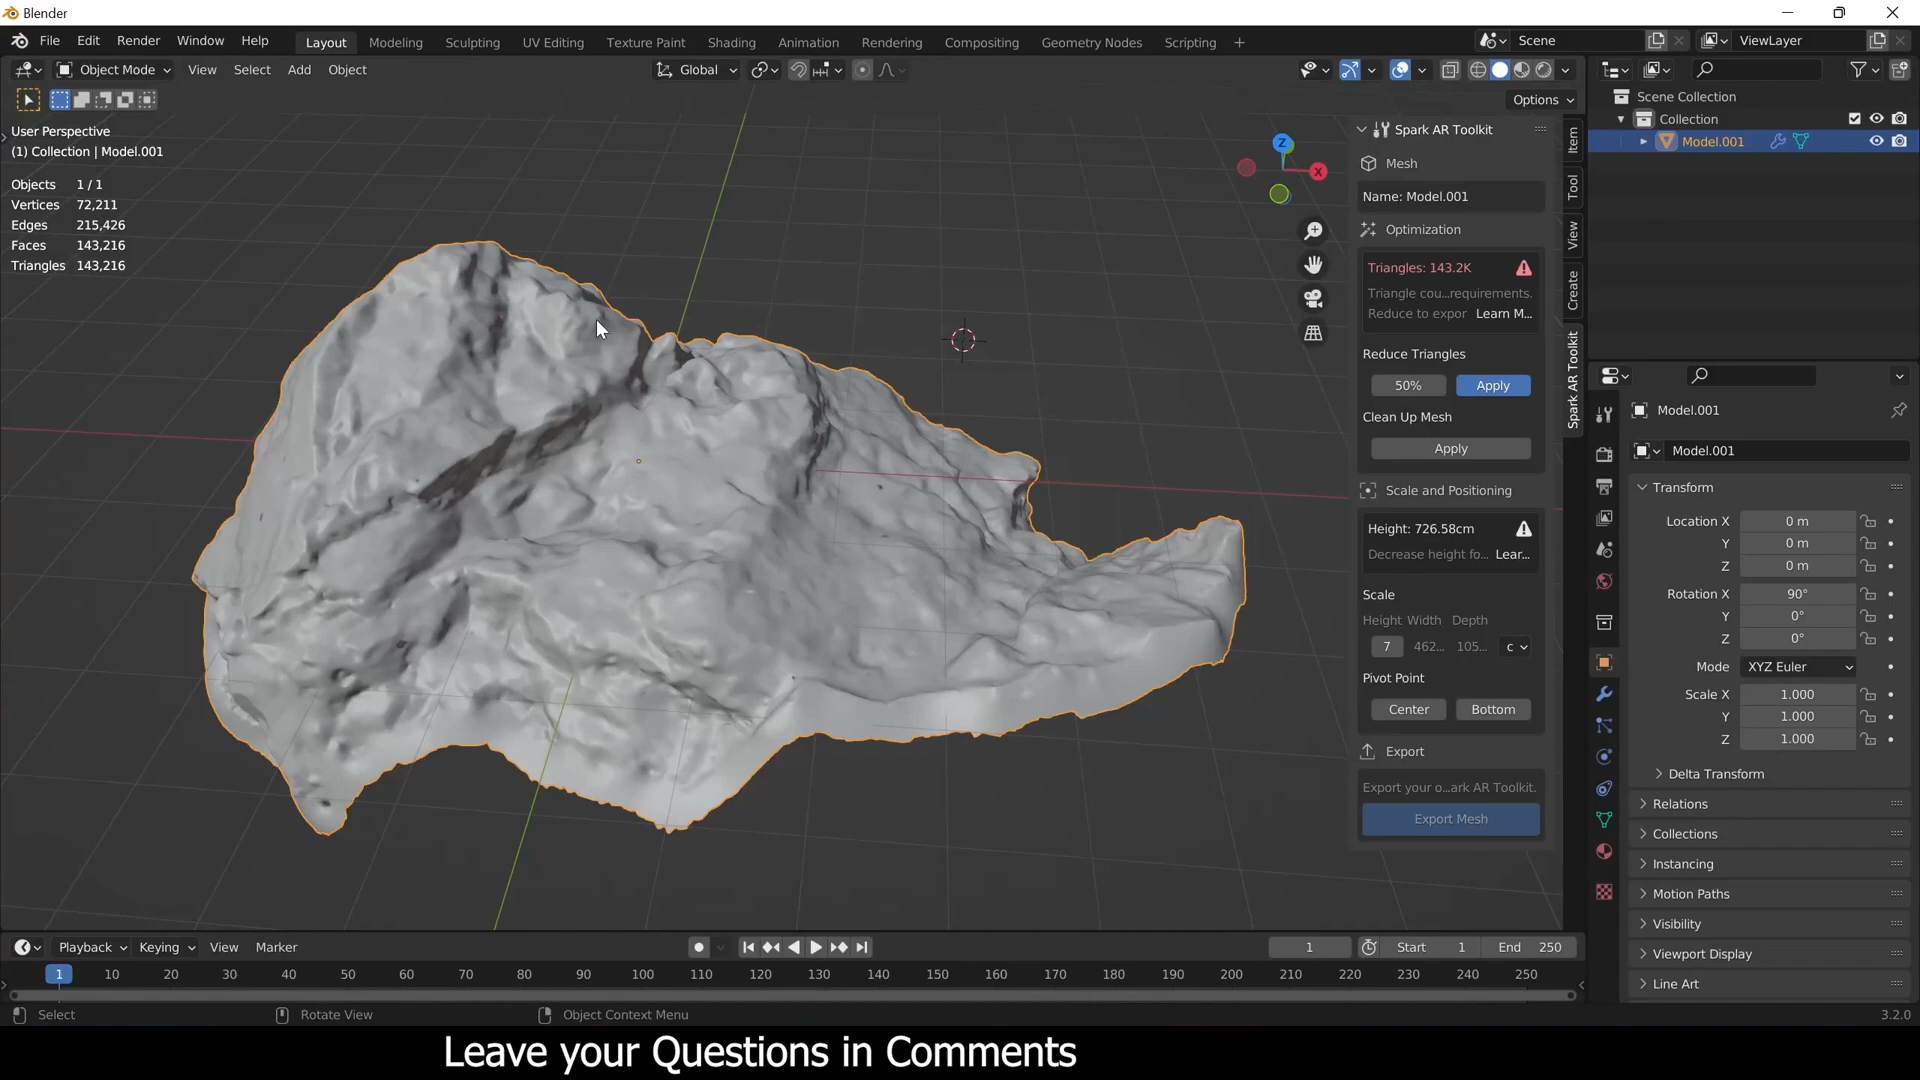 Blender
File Edit Render Window Help
Layout Modeling Sculpting UV Editing Texture Paint Shading Animation Rendering Compositing Geometry Nodes Scripting +
Scene
ViewLayer
Object Mode View Select Add Object
Global
Options
User Perspective
(1) Collection | Model.001
Objects 1 / 1
Vertices 72,211
Edges 215,426
Faces 143,216
Triangles 143,216
Z
X
Spark AR Toolkit
Mesh
Name: Model.001
Optimization
Triangles: 143.2K
Triangle cou...requirements.
Reduce to expor Learn M...
Reduce Triangles
50% Apply
Clean Up Mesh
Apply
Scale and Positioning
Height: 726.58cm
Decrease height fo... Lear...
Scale
Height Width Depth
7 462... 105... c
Pivot Point
Center Bottom
Export
Export your o...ark AR Toolkit.
Export Mesh
Item
Tool
View
Create
Spark AR Toolkit
Scene Collection
Collection
Model.001
Model.001
Model.001
Transform
Location X 0 m
Y 0 m
Z 0 m
Rotation X 90°
Y 0°
Z 0°
Mode XYZ Euler
Scale X 1.000
Y 1.000
Z 1.000
Delta Transform
Relations
Collections
Instancing
Motion Paths
Visibility
Viewport Display
Line Art
Playback Keying View Marker
1 Start 1 End 250
1 10 20 30 40 50 60 70 80 90 100 110 120 130 140 150 160 170 180 190 200 210 220 230 240 250
Select Rotate View Object Context Menu 3.2.0
Leave your Questions in Comments